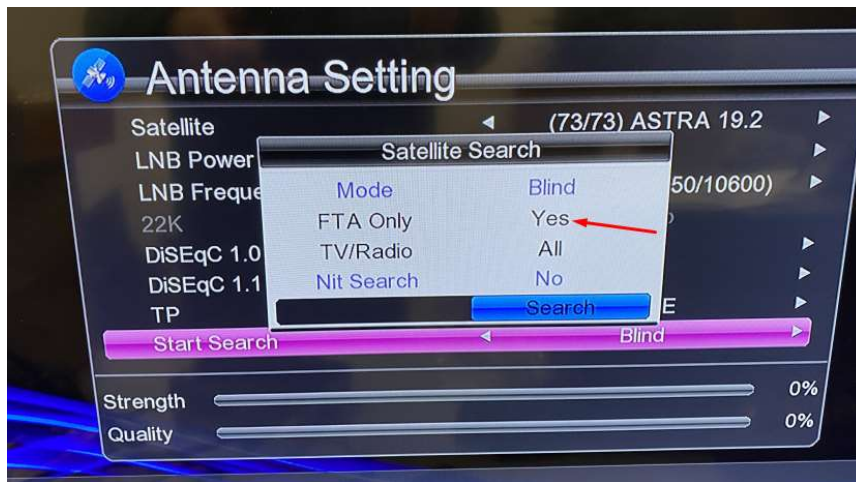 Antenna Setting
Satellite (73/73) ASTRA 19.2
Satellite Search
LNB Power
Mode Blind
LNB Freque 50/10600)
FTA Only Yes
22K
TV/Radio All
DiSEqC 1.0
Nit Search No
DiSEqC 1.1
Search E
TP
Start Search Blind
Strength 0%
Quality 0%